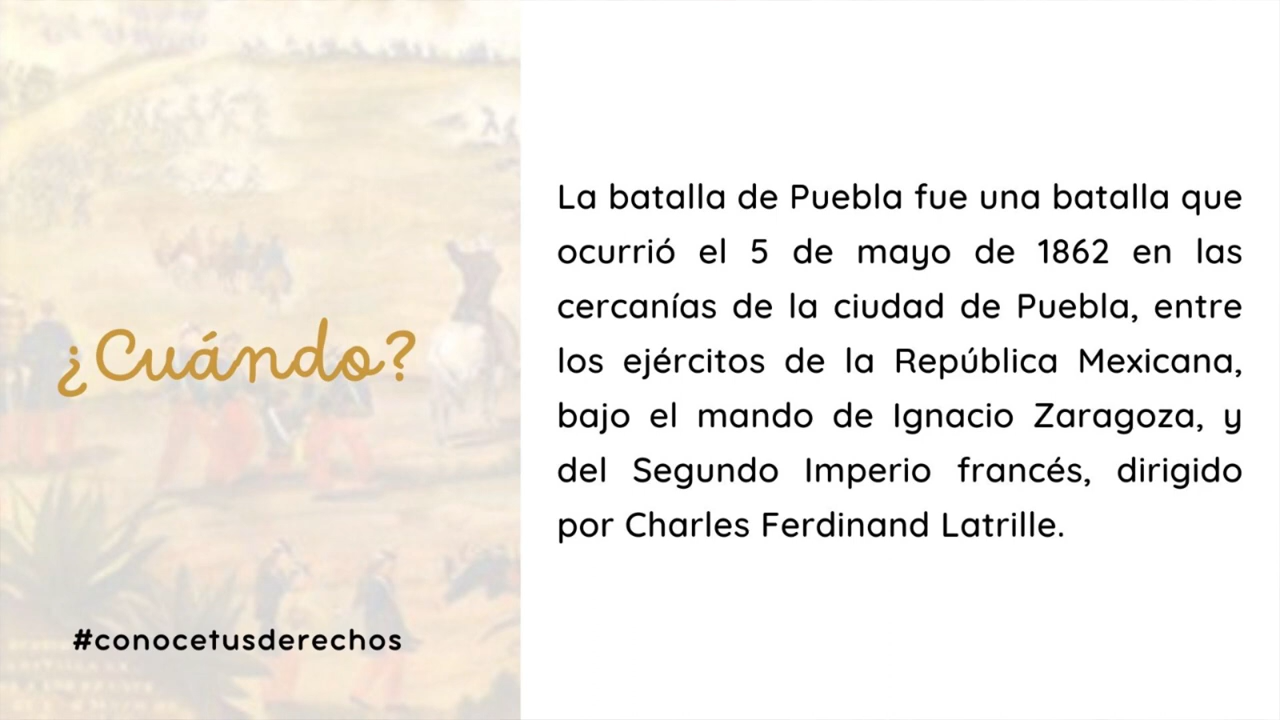 ¿Cuándo?
#conocetusderechos
La batalla de Puebla fue una batalla que
ocurrió el 5 de mayo de 1862 en las
cercanías de la ciudad de Puebla, entre
los ejércitos de la República Mexicana,
bajo el mando de Ignacio Zaragoza, y
del Segundo Imperio francés, dirigido
por Charles Ferdinand Latrille.